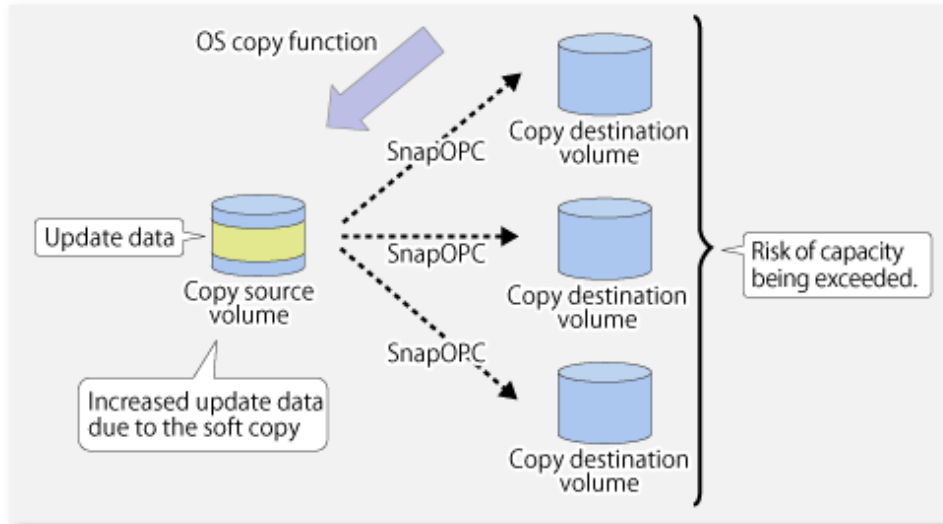 OS copy function
SnapOPC
Copy destination
volume
Update data
Copy source
volume
SnapOPC
Copy destination
volume
Risk of capacity
being exceeded.
SnapOPC
Increased update data
due to the soft copy
Copy destination
volume